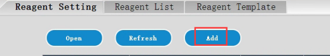 Reagent Setting Reagent List Reagent Template
Open Refresh Add